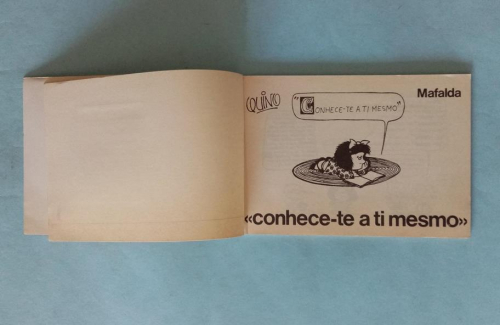 QUINO
"CONHECE-TE A TI MESMO"
Mafalda
«conhece-te a ti mesmo»